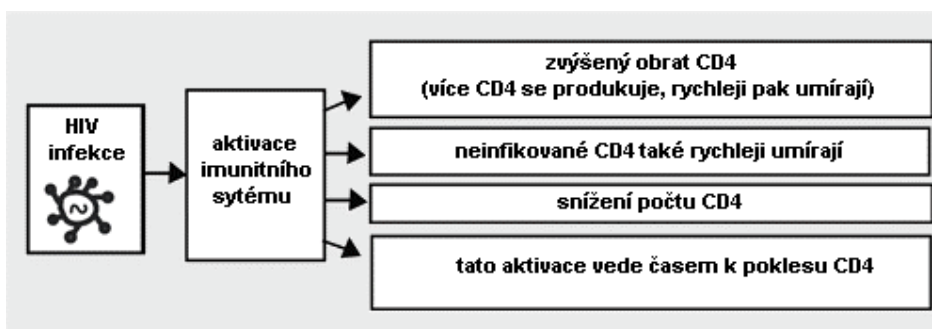 HIV
infekce
aktivace
imunitního
sytému
zvýšený obrat CD4
(více CD4 se produkuje, rychleji pak umírají)
neinfikované CD4 také rychleji umírají
snížení počtu CD4
tato aktivace vede časem k poklesu CD4